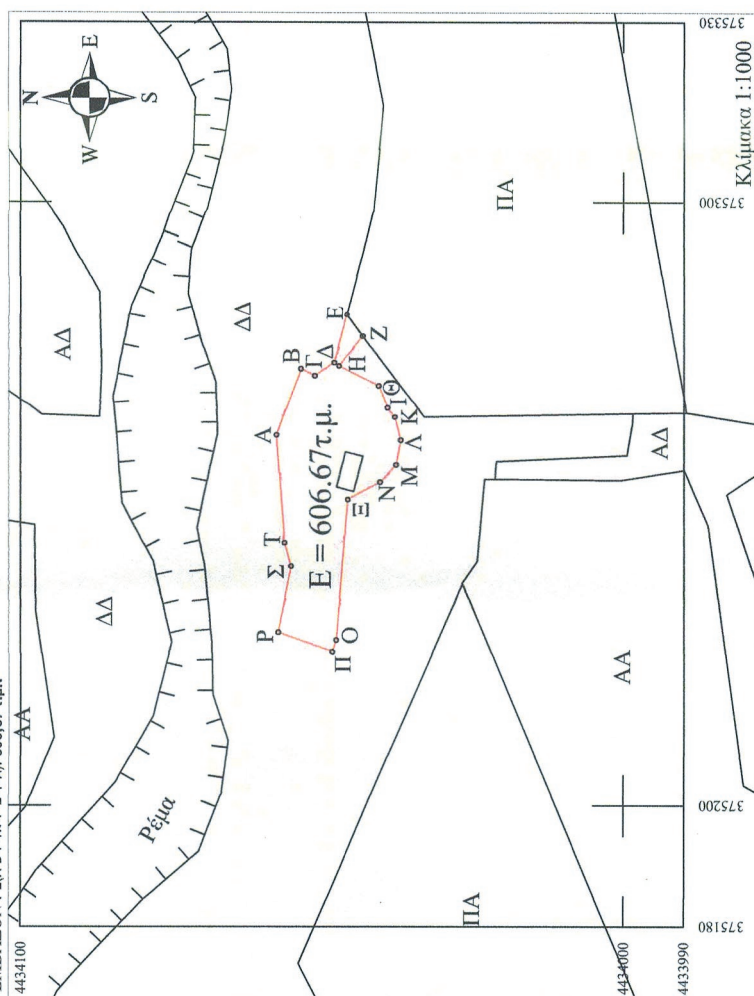 4434100
ΑΑ
ΔΔ
ΑΔ
N
W
E
S
Ρέμα
ΔΔ
Ρ
Σ
Τ
Α
Β
Γ
Δ
Ε
Ζ
Η
Θ
Ι
Κ
Λ
Μ
Ν
Ξ
Ο
Π
Ε = 606.67τ.μ.
ΠΑ
ΠΑ
ΑΔ
ΑΑ
4434000
4433990
375180
375200
375300
375330
Κλίμακα 1:1000